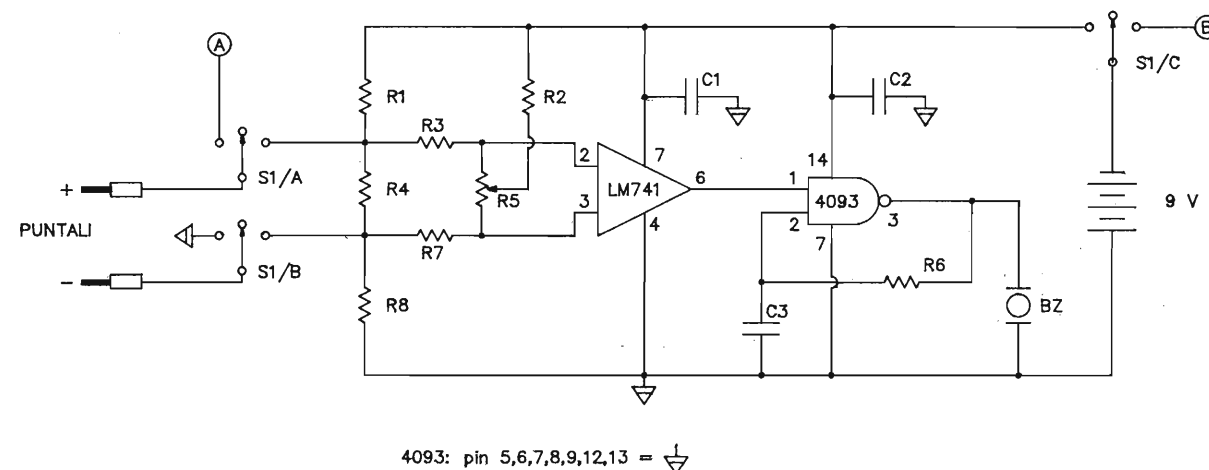 A
B
S1/C
C1
C2
R1
R2
R3
14
2
7
1
+
S1/A
R4
R5
LM741
6
4093
9 V
3
2
3
PUNTALI
4
7
R7
S1/B
R6
-
R8
C3
BZ
4093: pin 5,6,7,8,9,12,13 =